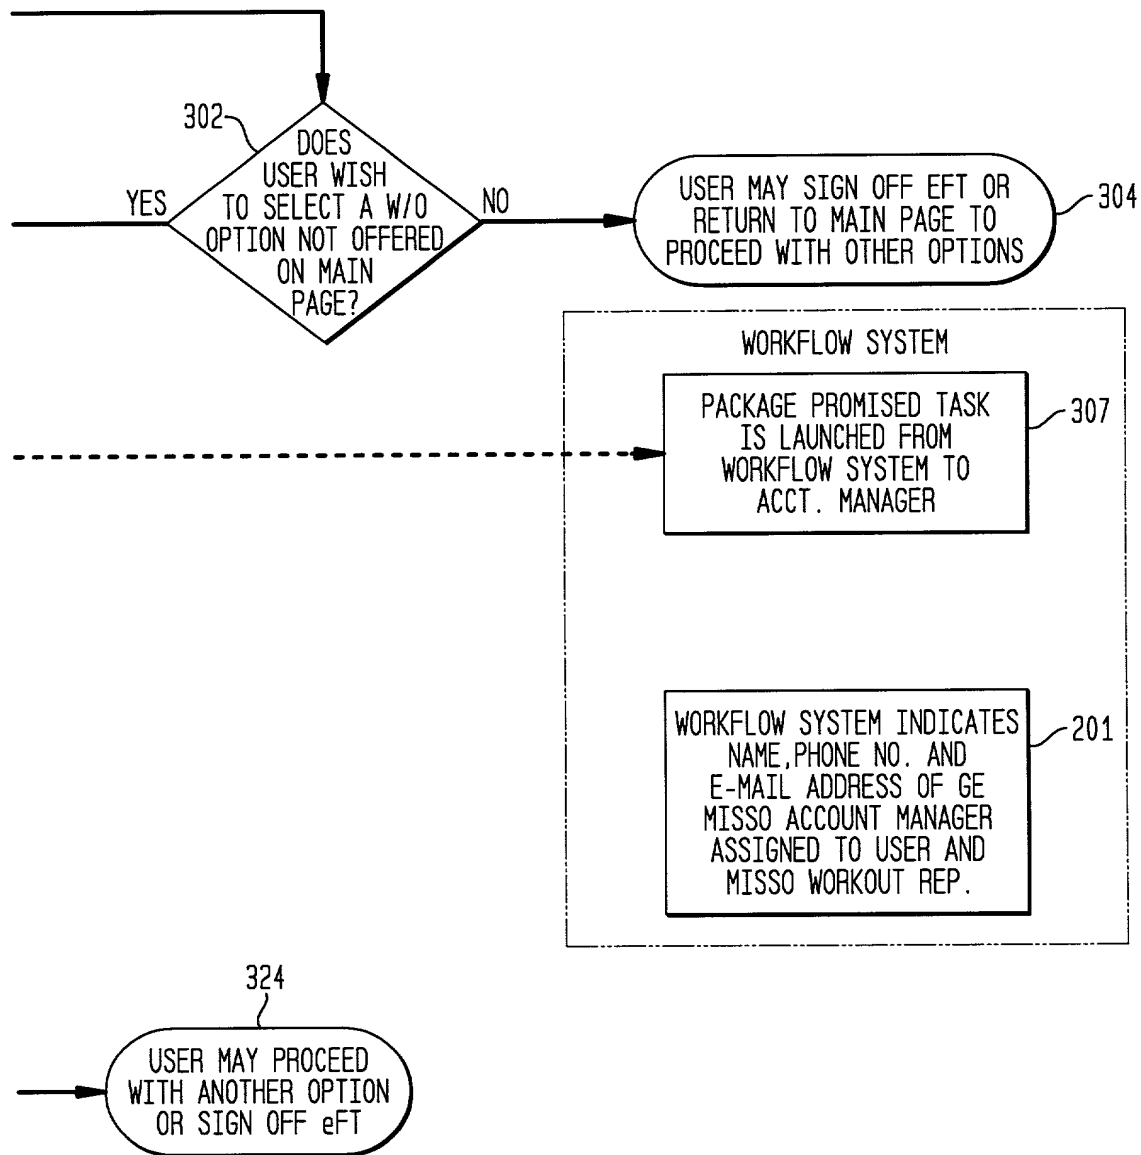 302
DOES
USER WISH
TO SELECT A W/O
OPTION NOT OFFERED
ON MAIN
PAGE?
YES
NO
USER MAY SIGN OFF EFT OR
RETURN TO MAIN PAGE TO
PROCEED WITH OTHER OPTIONS
304
WORKFLOW SYSTEM
PACKAGE PROMISED TASK
IS LAUNCHED FROM
WORKFLOW SYSTEM TO
ACCT. MANAGER
307
WORKFLOW SYSTEM INDICATES
NAME,PHONE NO. AND
E-MAIL ADDRESS OF GE
MISSO ACCOUNT MANAGER
ASSIGNED TO USER AND
MISSO WORKOUT REP.
201
324
USER MAY PROCEED
WITH ANOTHER OPTION
OR SIGN OFF eFT